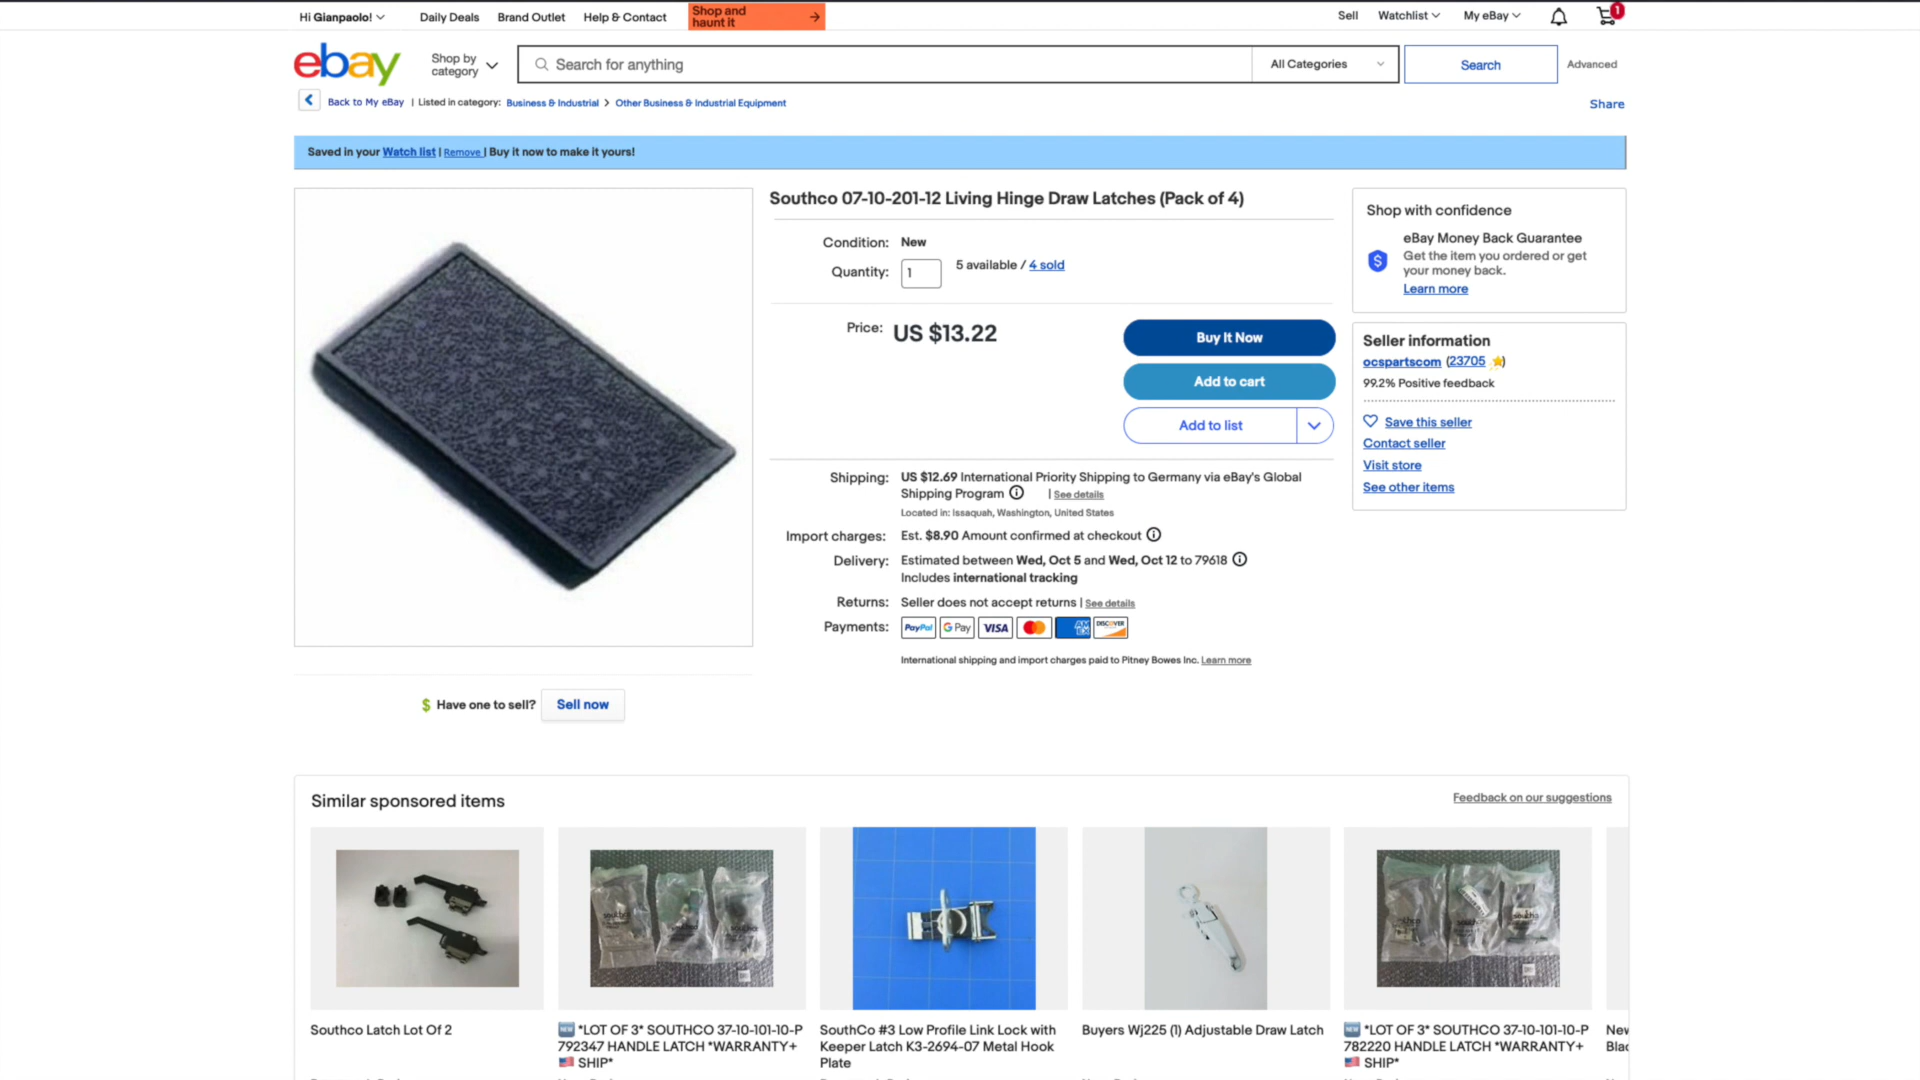 Hi Gianpaolo!
Daily Deals
Brand Outlet
Help & Contact
Shop and
haunt it
Sell
Watchlist
My eBay
1
ebay
Shop by
category
Search for anything
All Categories
Search
Advanced
Back to My eBay | Listed in category: Business & Industrial > Other Business & Industrial Equipment
Share
Saved in your Watch list | Remove | Buy it now to make it yours!
Southco 07-10-201-12 Living Hinge Draw Latches (Pack of 4)
Condition: New
Quantity: 1 5 available / 4 sold
Price: US $13.22
Buy It Now
Add to cart
Add to list
Shipping: US $12.69 International Priority Shipping to Germany via eBay's Global
Shipping Program | See details
Located in: Issaquah, Washington, United States
Import charges: Est. $8.90 Amount confirmed at checkout
Delivery: Estimated between Wed, Oct 5 and Wed, Oct 12 to 79618
Includes international tracking
Returns: Seller does not accept returns | See details
Payments: PayPal G Pay VISA AMEX DISCOVER
International shipping and import charges paid to Pitney Bowes Inc. Learn more
Shop with confidence
eBay Money Back Guarantee
Get the item you ordered or get
your money back.
Learn more
Seller information
ocspartscom (23705)
99.2% Positive feedback
Save this seller
Contact seller
Visit store
See other items
$ Have one to sell? Sell now
Similar sponsored items
Feedback on our suggestions
Southco Latch Lot Of 2
NEW *LOT OF 3* SOUTHCO 37-10-101-10-P
792347 HANDLE LATCH *WARRANTY+
SHIP*
SouthCo #3 Low Profile Link Lock with
Keeper Latch K3-2694-07 Metal Hook
Plate
Buyers Wj225 (1) Adjustable Draw Latch
NEW *LOT OF 3* SOUTHCO 37-10-101-10-P
782220 HANDLE LATCH *WARRANTY+
SHIP*